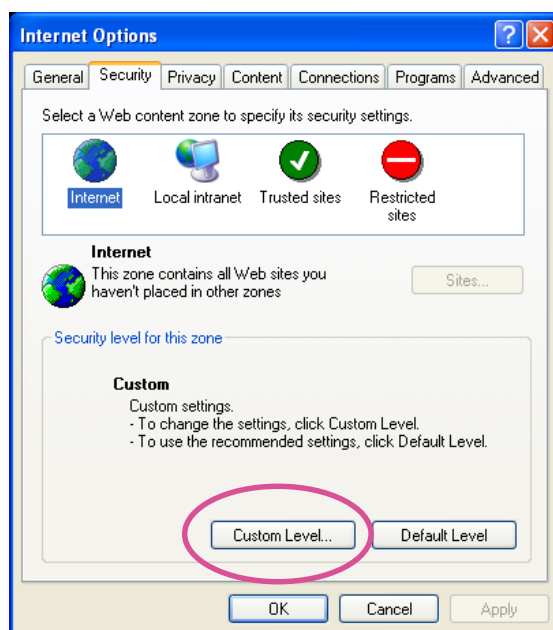 Internet Options
General Security Privacy Content Connections Programs Advanced
Select a Web content zone to specify its security settings.
Internet Local intranet Trusted sites Restricted sites
Internet
This zone contains all Web sites you
haven't placed in other zones
Sites...
Security level for this zone
Custom
Custom settings.
- To change the settings, click Custom Level.
- To use the recommended settings, click Default Level.
Custom Level... Default Level
OK Cancel Apply